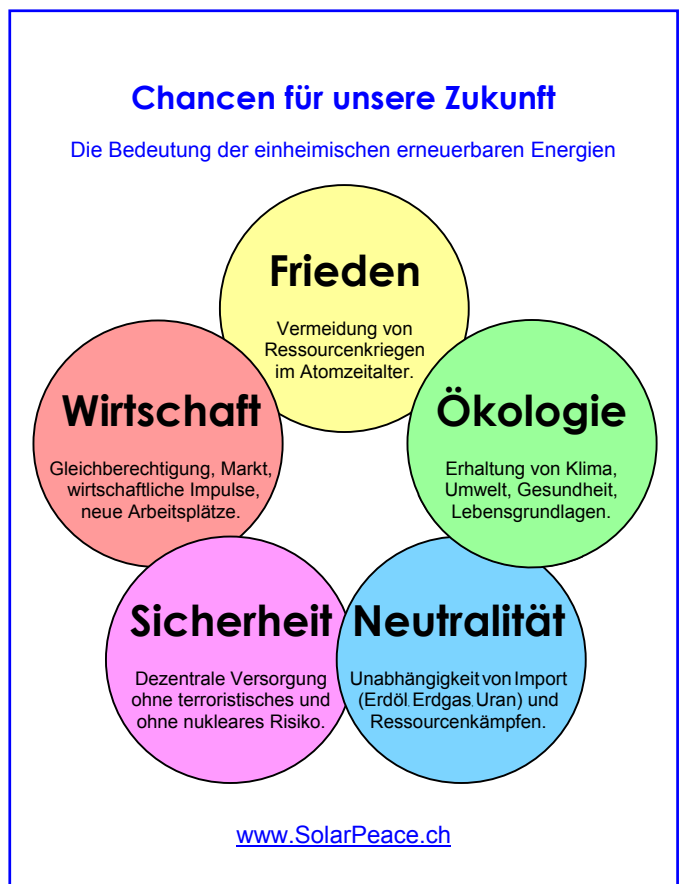 Chancen für unsere Zukunft
Die Bedeutung der einheimischen erneuerbaren Energien
Frieden
Vermeidung von
Ressourcenkriegen
im Atomzeitalter.
Wirtschaft
Gleichberechtigung, Markt,
wirtschaftliche Impulse,
neue Arbeitsplätze.
Ökologie
Erhaltung von Klima,
Umwelt, Gesundheit,
Lebensgrundlagen.
Sicherheit
Dezentrale Versorgung
ohne terroristisches und
ohne nukleares Risiko.
Neutralität
Unabhängigkeit von Import
(Erdöl, Erdgas, Uran) und
Ressourcenkämpfen.
www.SolarPeace.ch